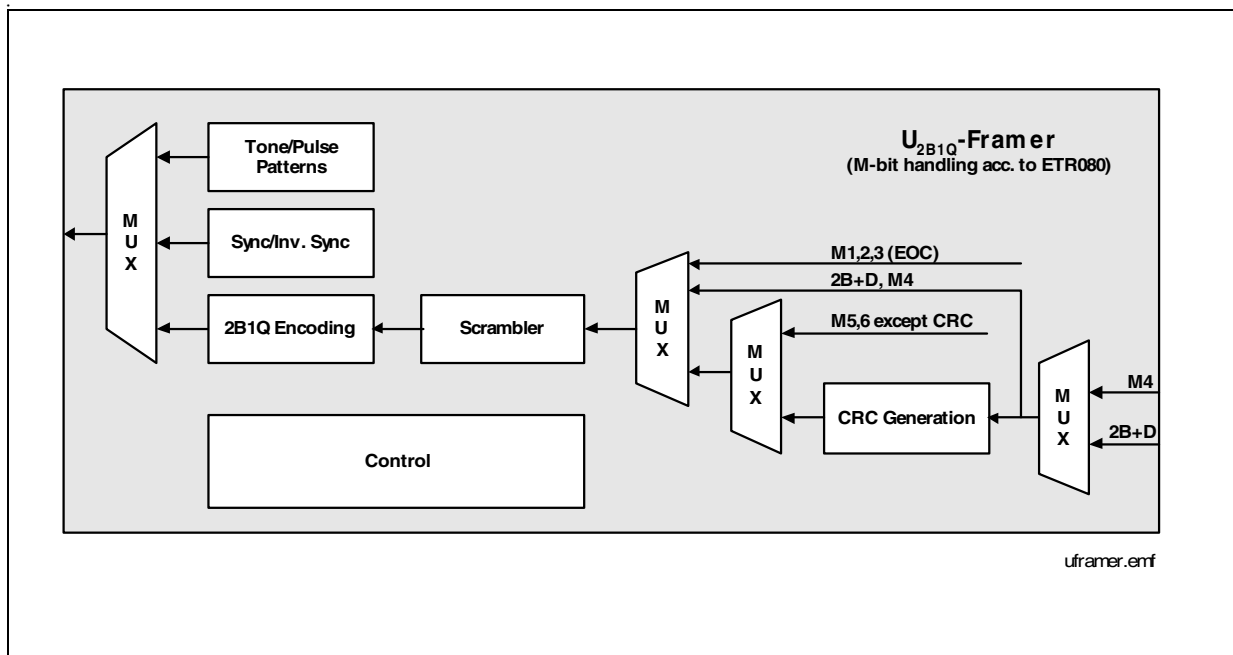 U2B1Q-Framer
(M-bit handling acc. to ETR080)
Tone/Pulse
Patterns
M
U
X
Sync/Inv. Sync
2B1Q Encoding
Scrambler
M
U
X
M1,2,3 (EOC)
2B+D, M4
M5,6 except CRC
M
U
X
CRC Generation
M
U
X
M4
2B+D
Control
uframer.emf